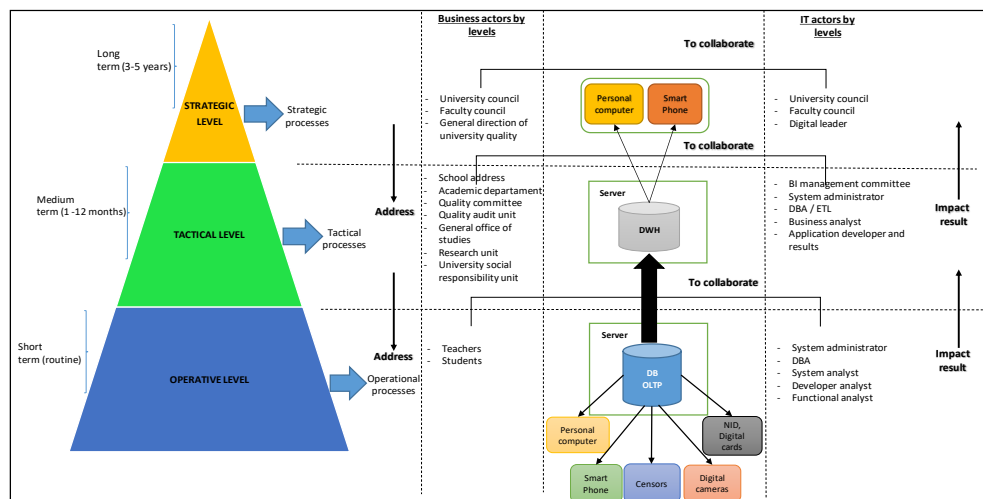 Business actors by
levels
IT actors by
levels
To collaborate
Long
term (3-5 years)
STRATEGIC
LEVEL
Strategic
processes
- University council
- Faculty council
- General direction of
university quality
Personal
computer
Smart
Phone
- University council
- Faculty council
- Digital leader
To collaborate
Medium
term (1 -12 months)
TACTICAL LEVEL
Tactical
processes
Address
- School address
- Academic departament
- Quality committee
- Quality audit unit
- General office of
studies
- Research unit
- University social
responsibility unit
Server
DWH
- BI management committee
- System administrator
- DBA / ETL
- Business analyst
- Application developer and
results
Impact
result
To collaborate
Short
term (routine)
OPERATIVE LEVEL
Operational
processes
Address
- Teachers
- Students
Server
DB
OLTP
- System administrator
- DBA
- System analyst
- Developer analyst
- Functional analyst
Impact
result
Personal
computer
NID,
Digital
cards
Smart
Phone
Censors
Digital
cameras